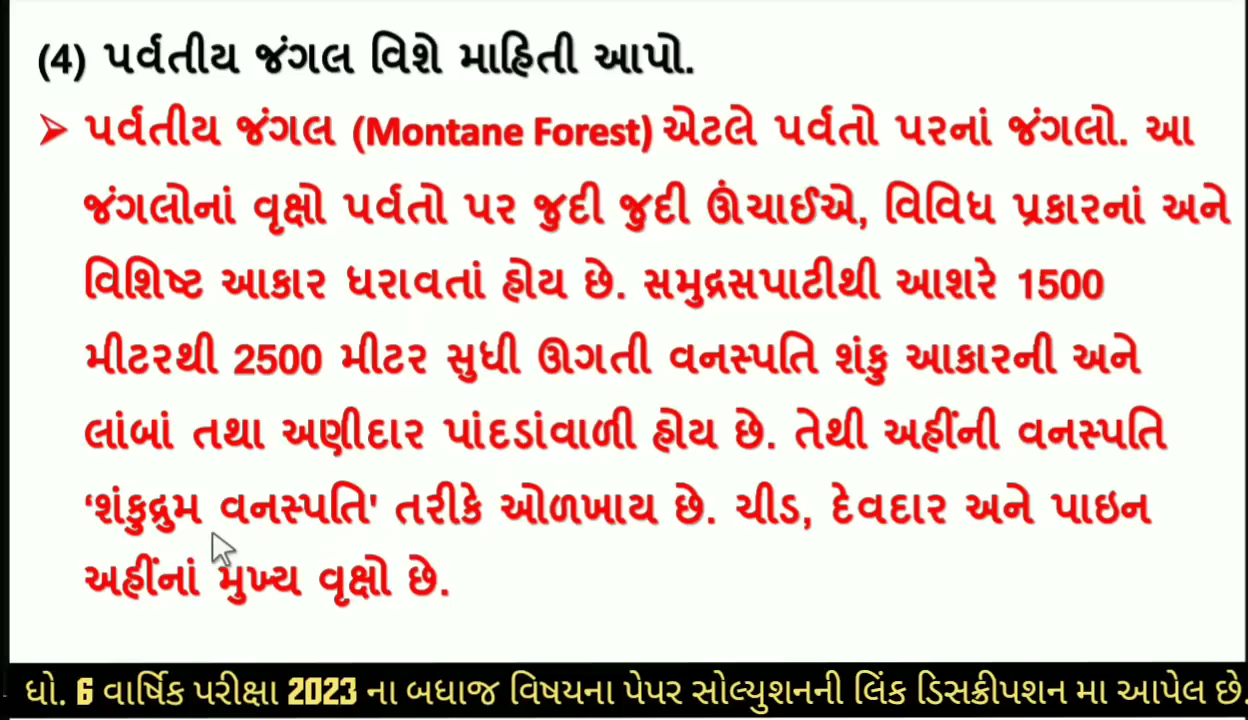 (4) પર્વતીય જંગલ વિશે માહિતી આપો.
➢ પર્વતીય જંગલ (Montane Forest) એટલે પર્વતો પરનાં જંગલો. આ
જંગલોનાં વૃક્ષો પર્વતો પર જુદી જુદી ઊંચાઈએ, વિવિધ પ્રકારનાં અને
વિશિષ્ટ આકાર ધરાવતાં હોય છે. સમુદ્રસપાટીથી આશરે 1500
મીટરથી 2500 મીટર સુધી ઊગતી વનસ્પતિ શંકુ આકારની અને
લાંબાં તથા અણીદાર પાંદડાંવાળી હોય છે. તેથી અહીંની વનસ્પતિ
‘શંકુદ્રુમ વનસ્પતિ' તરીકે ઓળખાય છે. ચીડ, દેવદાર અને પાઇન
અહીંનાં મુખ્ય વૃક્ષો છે.
ધો. 6 વાર્ષિક પરીક્ષા 2023 ના બધાજ વિષયના પેપર સોલ્યુશનની લિંક ડિસક્રીપશન મા આપેલ છે